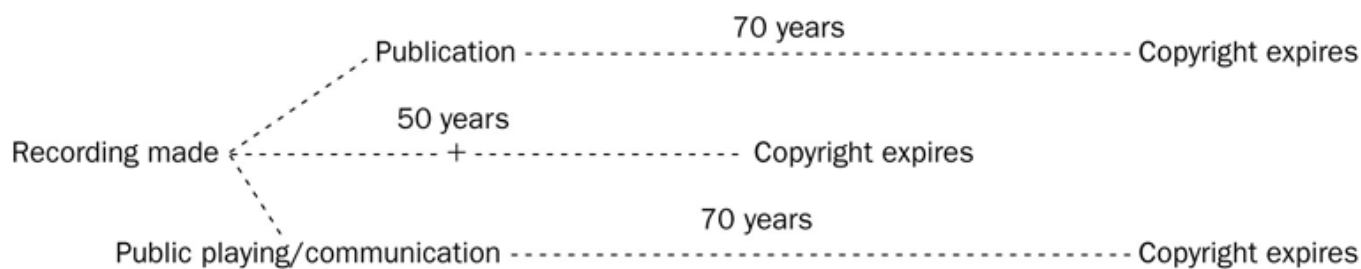 70 years
Publication Copyright expires
50 years
Recording made + Copyright expires
70 years
Public playing/communication Copyright expires